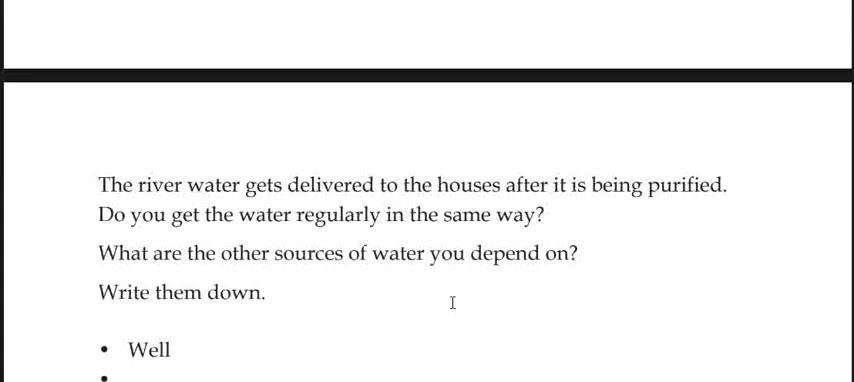 The river water gets delivered to the houses after it is being purified.
Do you get the water regularly in the same way?
What are the other sources of water you depend on?
Write them down.
• Well
•